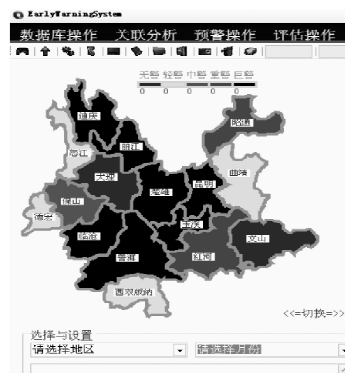 EarlyWarningSystem
数据库操作 关联分析 预警操作 评估操作
无警 轻警 中警 重警 巨警
0 0 0 0 0
迪庆
昭通
怒江
丽江
大理
曲靖
保山
楚雄
昆明
德宏
玉溪
临沧
文山
普洱
红河
西双版纳
<<=切换=>>
选择与设置
请选择地区
请选择月份